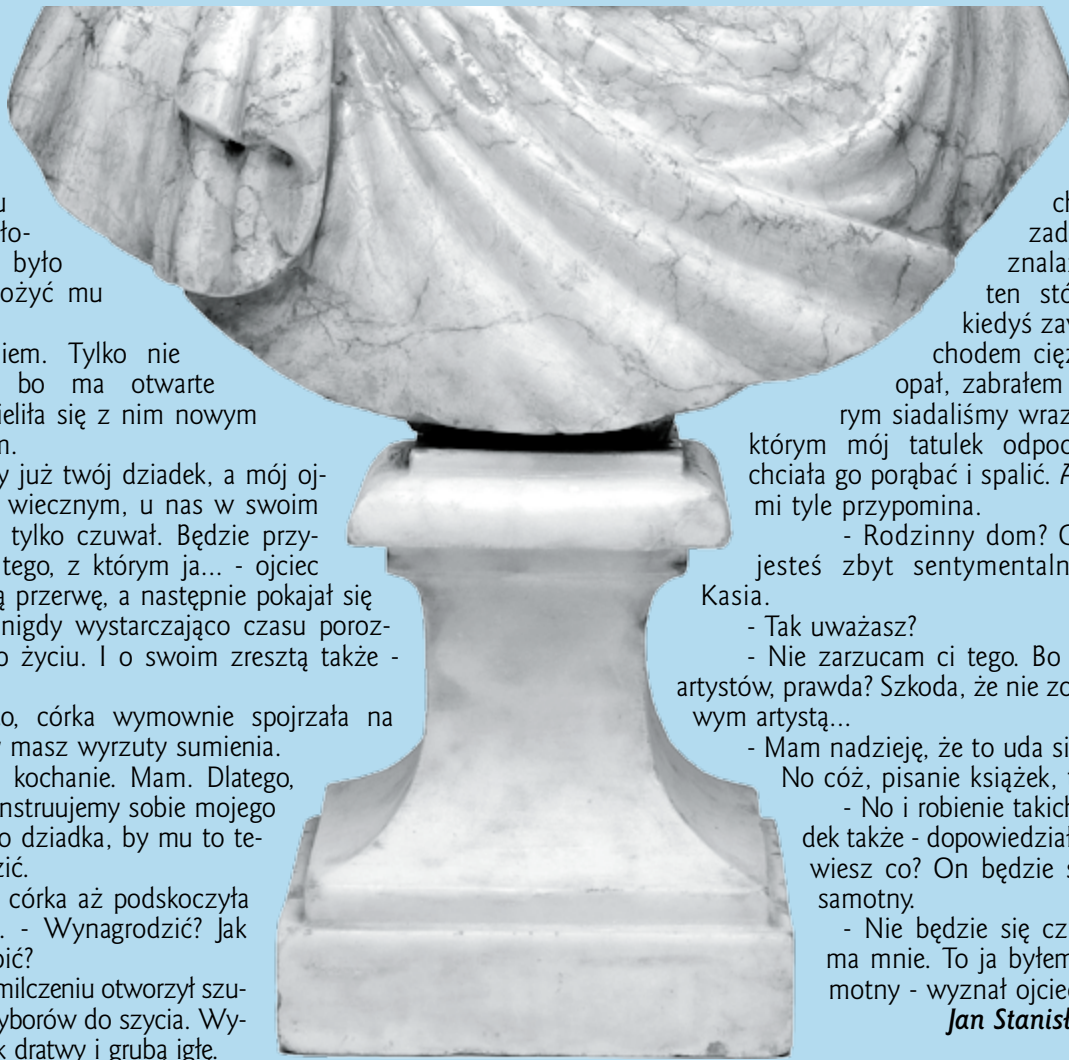 u
ło-
było
ożyć mu
iem. Tylko nie
bo ma otwarte
ieliła się z nim nowym
m.
y już twój dziadek, a mój oj-
wiecznym, u nas w swoim
tylko czuwał. Będzie przy-
tego, z którym ja... - ojciec
ą przerwę, a następnie pokajał się
nigdy wystarczająco czasu poroz-
o życiu. I o swoim zresztą także -
o, córka wymownie spojrzała na
y masz wyrzuty sumienia.
kochanie. Mam. Dlatego,
nstruujemy sobie mojego
o dziadka, by mu to te-
zić.
córka aż podskoczyła
. - Wynagrodzić? Jak
bić?
milczeniu otworzył szu-
yborów do szycia. Wy-
k dratwy i grubą igłę.
ch
zad
znala
ten stó
kiedyś za
chodem cięż
opał, zabrałem
rym siadaliśmy wraz
którym mój tatulek odpoc
chciała go porąbać i spalić. A
mi tyle przypomina.
- Rodzinny dom? O
jesteś zbyt sentymentaln
Kasia.
- Tak uważasz?
- Nie zarzucam ci tego. Bo
artystów, prawda? Szkoda, że nie zo
wym artystą...
- Mam nadzieję, że to uda si
No cóż, pisanie książek,
- No i robienie takich
dek także - dopowiedział
wiesz co? On będzie s
samotny.
- Nie będzie się cz
ma mnie. To ja byłem
motny - wyznał ojciec
Jan Stanisł